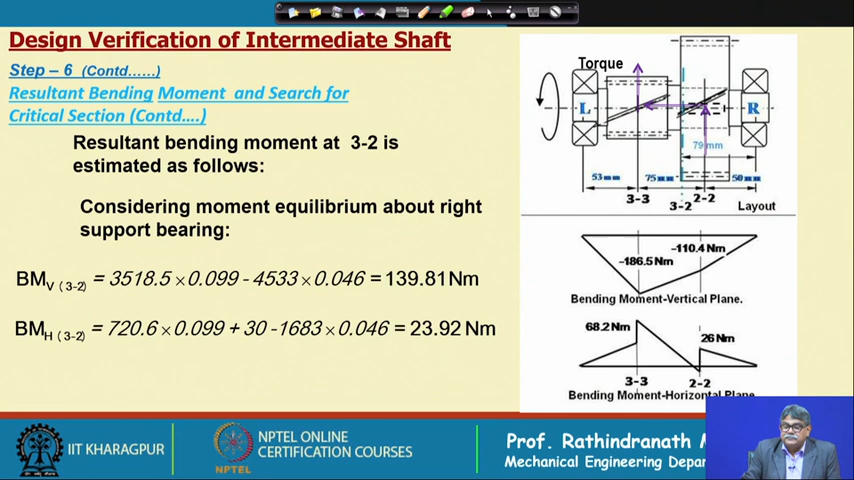 Design Verification of Intermediate Shaft
Step – 6 (Contd……)
Resultant Bending Moment and Search for
Critical Section (Contd….)
Resultant bending moment at 3-2 is
estimated as follows:
Considering moment equilibrium about right
support bearing:
BMV ( 3-2) = 3518.5 × 0.099 - 4533 × 0.046 = 139.81 Nm
BMH ( 3-2) = 720.6 × 0.099 + 30 -1683 × 0.046 = 23.92 Nm
Torque
L
R
79 mm
53 mm 75 mm 50 mm
3-3 3-2 2-2 Layout
-110.4 Nm
-186.5 Nm
Bending Moment-Vertical Plane.
68.2 Nm
26 Nm
3-3 2-2
Bending Moment-Horizontal Plane
IIT KHARAGPUR
NPTEL
NPTEL ONLINE
CERTIFICATION COURSES
Prof. Rathindranath
Mechanical Engineering